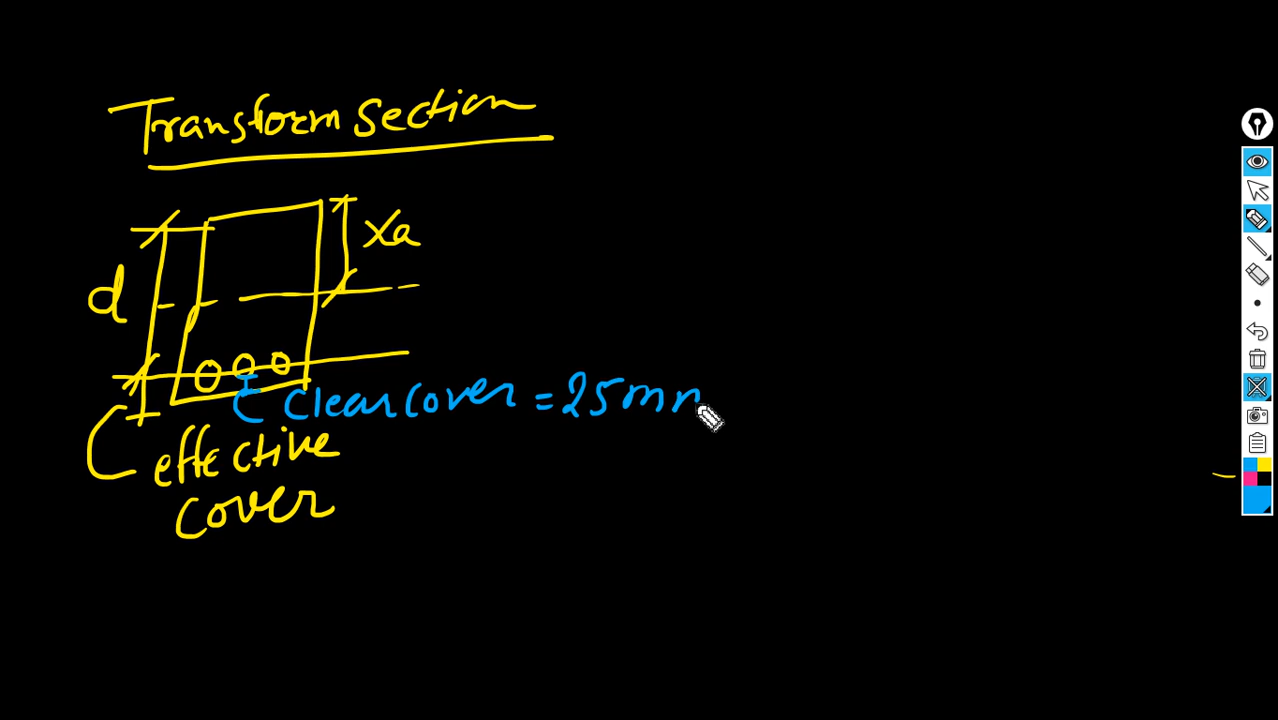 Transform Section
xa
d
Clear Cover = 25mm
effective
cover